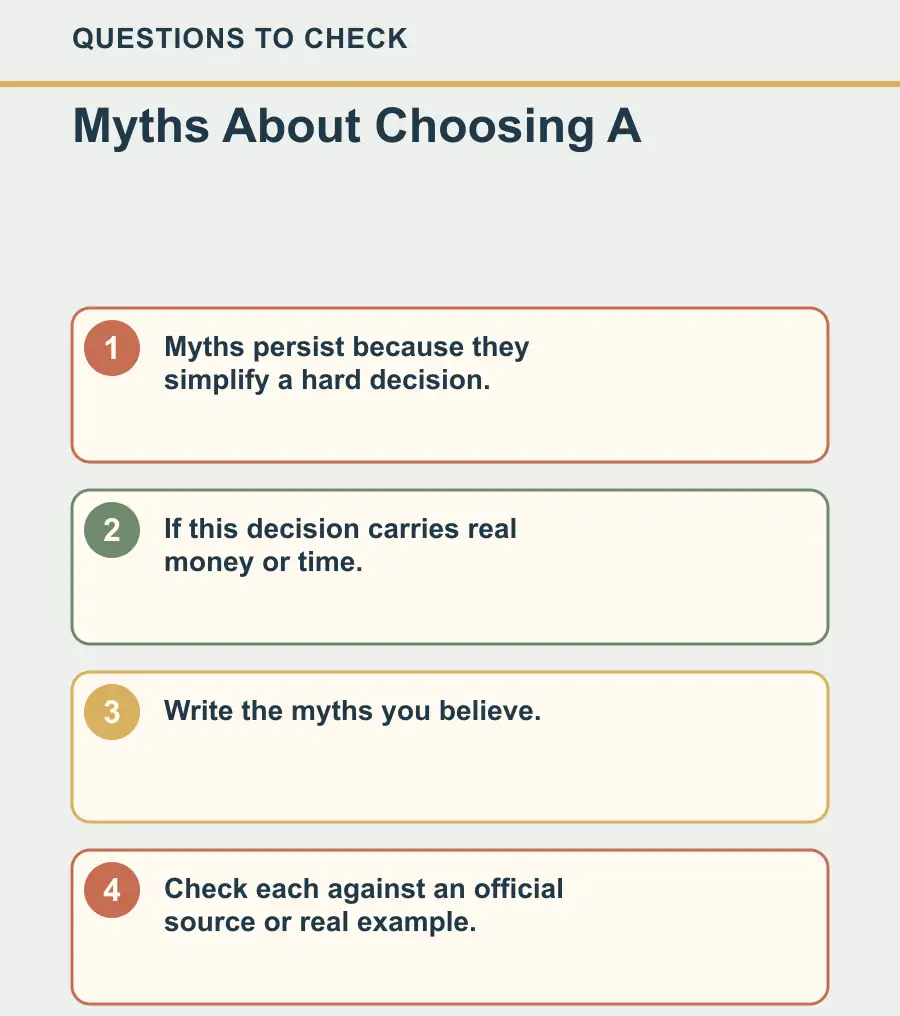 QUESTIONS TO CHECK
Myths About Choosing A
1
Myths persist because they
simplify a hard decision.
2
If this decision carries real
money or time.
3
Write the myths you believe.
4
Check each against an official
source or real example.